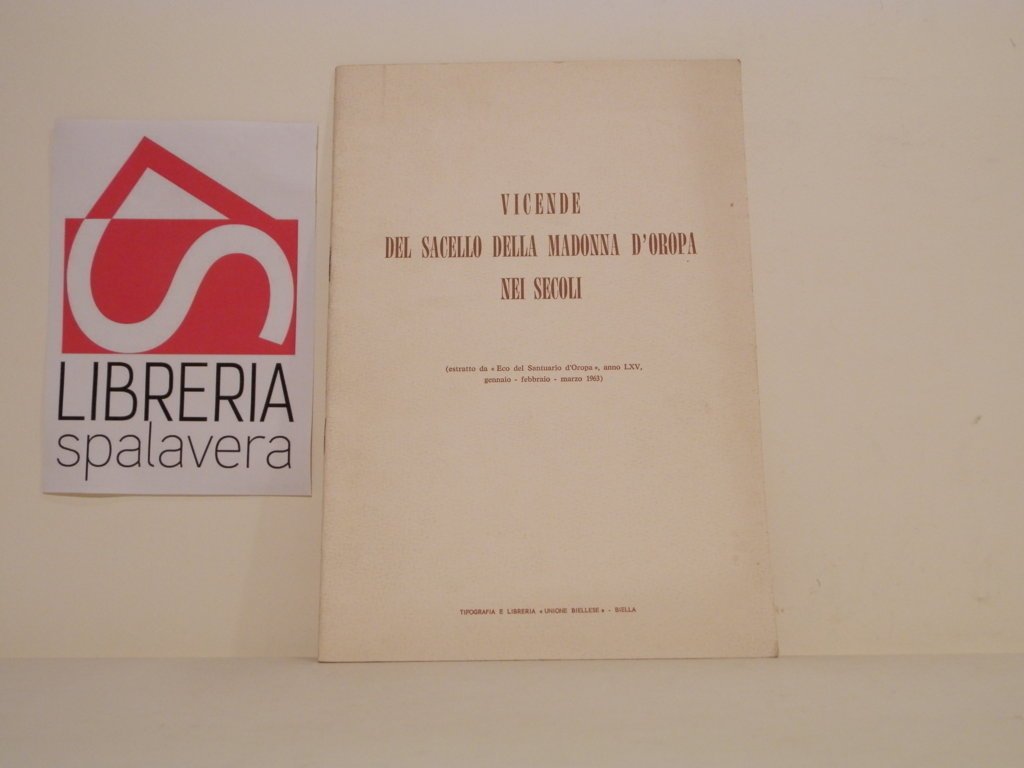 LIBRERIA
spalavera
VICENDE
DEL SACELLO DELLA MADONNA D'OROPA
NEI SECOLI
(estratto da « Eco del Santuario d'Oropa », anno LXV,
gennaio - febbraio - marzo 1963)
TIPOGRAFIA E LIBRERIA « UNIONE BIELLESE » - BIELLA